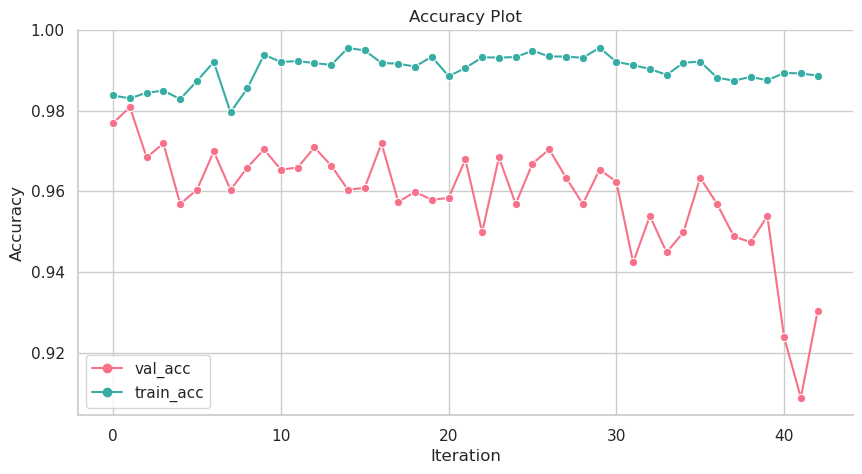 Accuracy Plot
1.00
0.98
0.96
0.94
0.92
Accuracy
val_acc
train_acc
0 10 20 30 40
Iteration